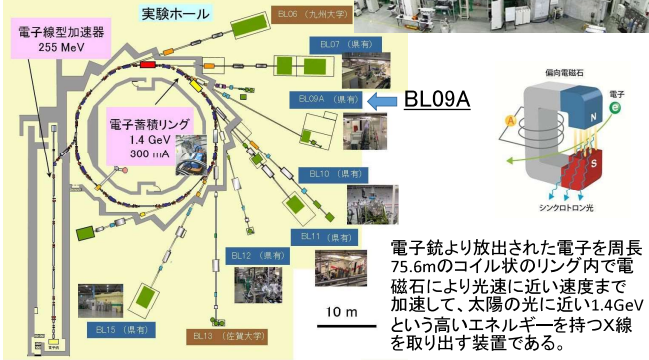 実験ホール
電子線型加速器
255 MeV
電子蓄積リング
1.4 GeV
300 mA
BL06 （九州大学）
BL07 （県有）
BL09A （県有）
BL09A
BL10 （県有）
BL11 （県有）
BL12 （県有）
BL13 （佐賀大学）
BL15 （県有）
10 m
偏向電磁石
電子
e
A
N
S
シンクロトロン光
電子銃より放出された電子を周長
75.6mのコイル状のリング内で電
磁石により光速に近い速度まで
加速して、太陽の光に近い1.4GeV
という高いエネルギーを持つX線
を取り出す装置である。